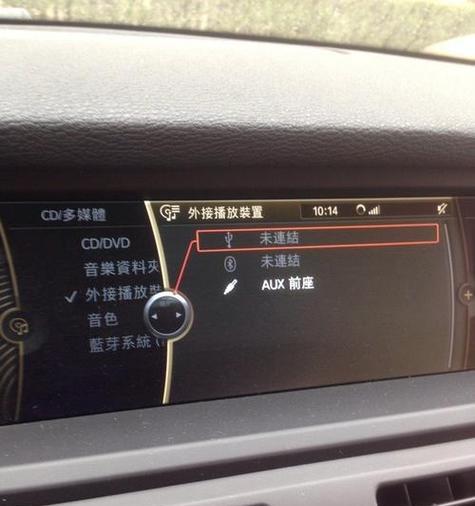 CD/多媒體
外接播放裝置
10:14
CD/DVD
音樂資料夾
外接播放裝
音色
藍芽系統 (
未連結
未連結
AUX 前座